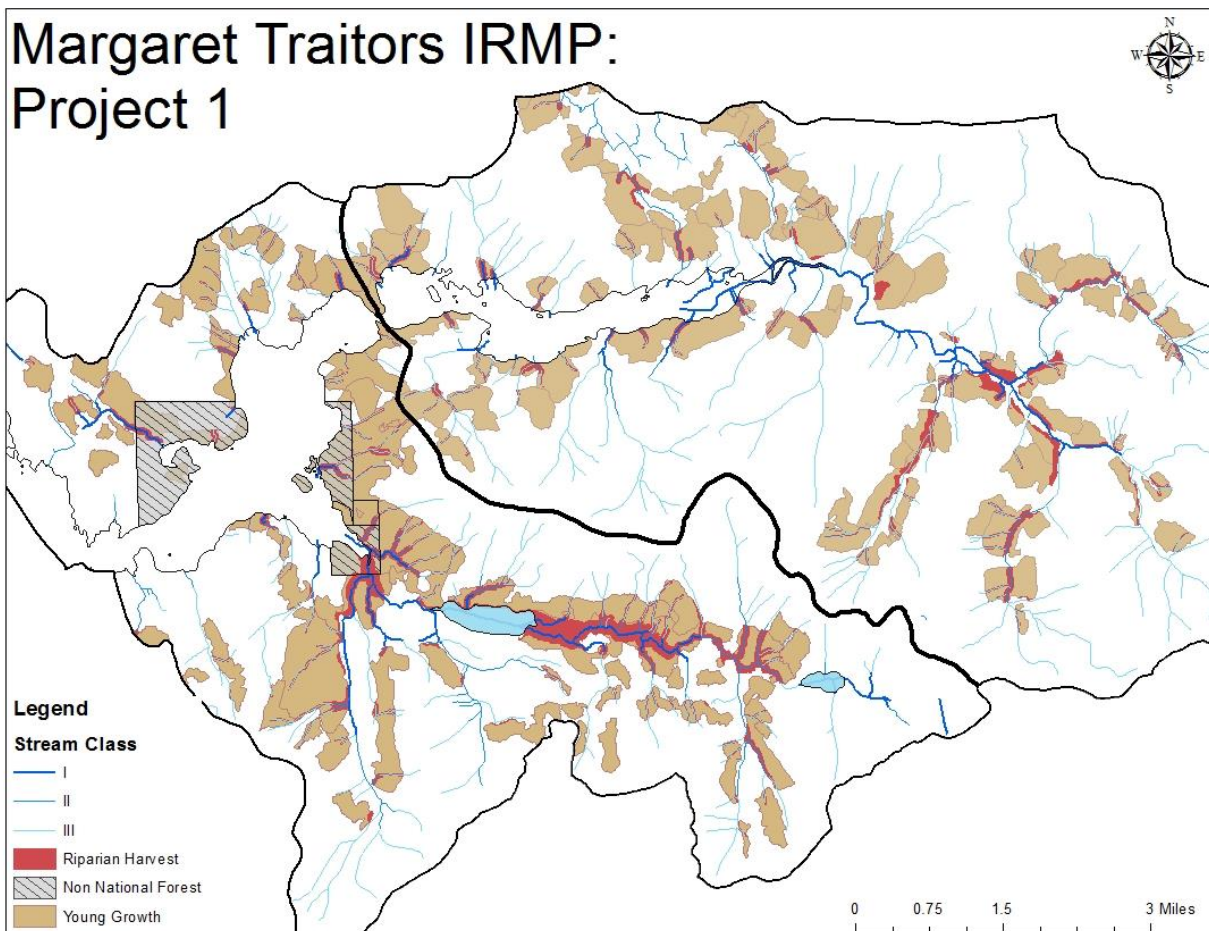 Margaret Traitors IRMP:
Project 1
N
W E
S
Legend
Stream Class
I
II
III
Riparian Harvest
Non National Forest
Young Growth
0 0.75 1.5 3 Miles